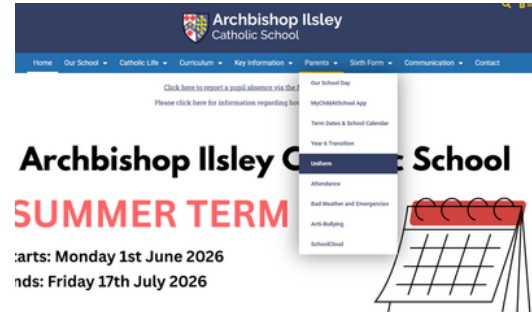 Archbishop Ilsley
Catholic School
Home Our School Catholic Life Curriculum Key Information Parents Sixth Form Communication Contact
Click here to report a pupil absence via the
Please click here for information regarding
Our School Day
MyChildAtSchool App
Term Dates & School Calendar
Year 6 Transition
Uniform
Attendance
Bad Weather and Emergencies
Anti-Bullying
SchoolCloud
Archbishop Ilsley C School
SUMMER TERM
tarts: Monday 1st June 2026
nds: Friday 17th July 2026